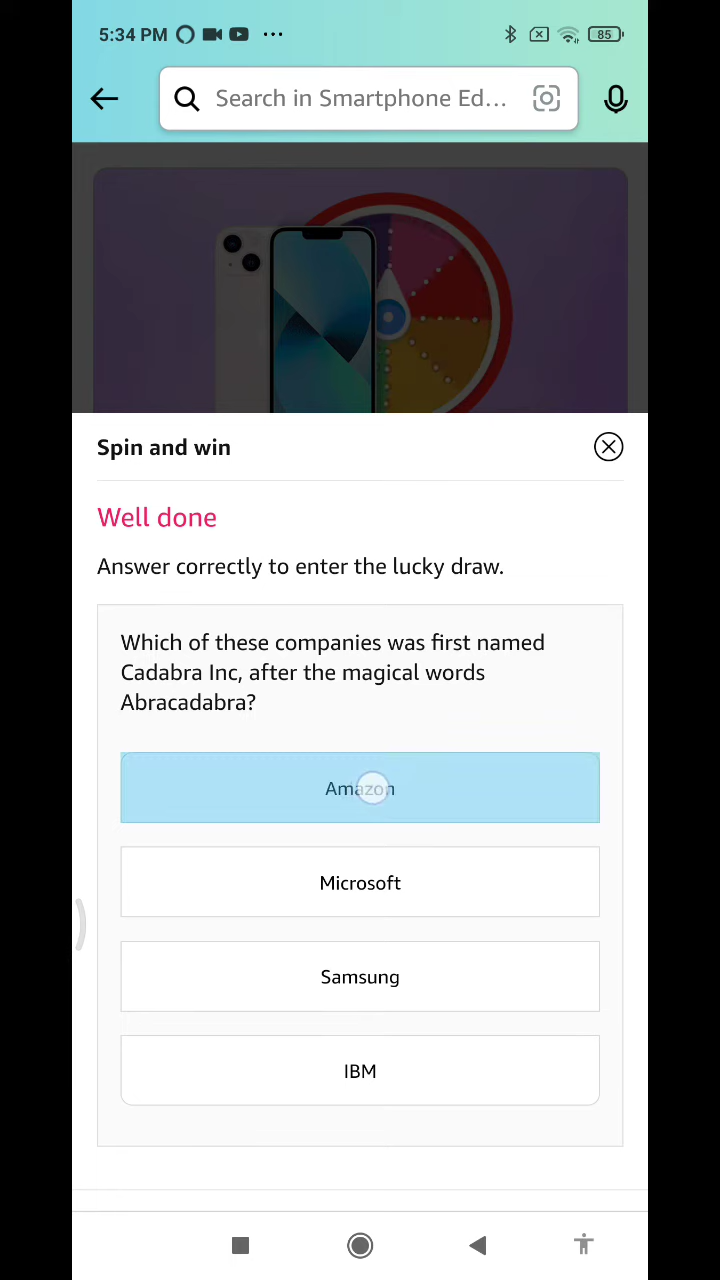 5:34 PM
85
Search in Smartphone Ed...
Spin and win
Well done
Answer correctly to enter the lucky draw.
Which of these companies was first named
Cadabra Inc, after the magical words
Abracadabra?
Amazon
Microsoft
Samsung
IBM